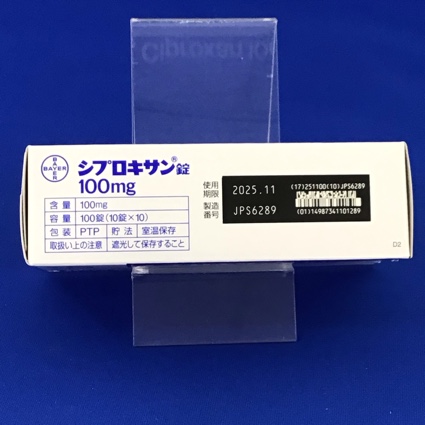 Ciproxan 100
BAYER
BAYER
シプロキサン®錠
100mg
含量 100mg
容量 100錠(10錠×10)
包装 PTP 貯法 室温保存
取扱い上の注意 遮光して保存すること
使用期限 2025.11
製造番号 JPS6289
(17)251100(10)JPS6289
(01)14987341101289
D2